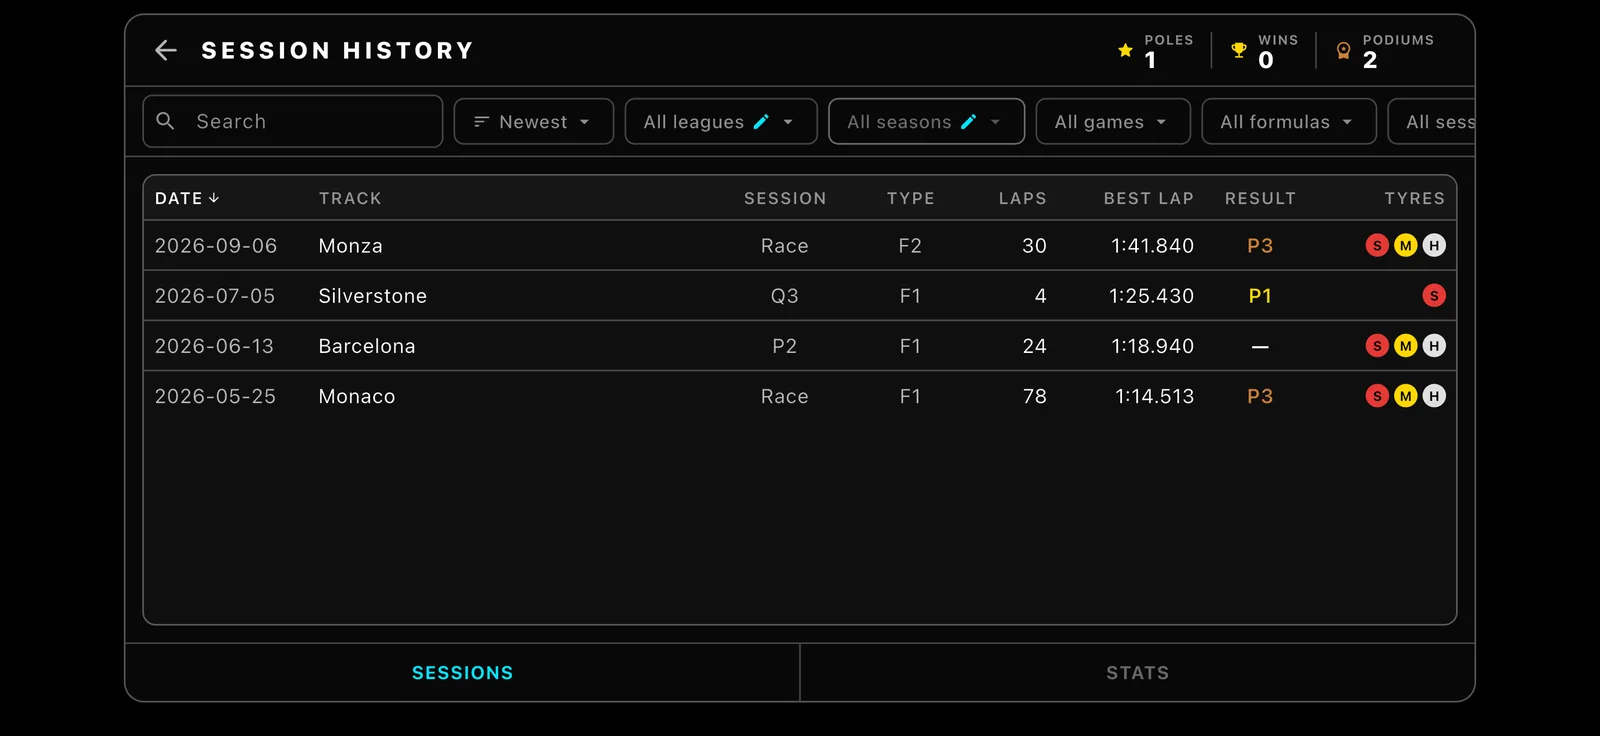 SESSION HISTORY
POLES
1
WINS
0
PODIUMS
2
Search
Newest
All leagues
All seasons
All games
All formulas
All sess
DATE ↓ TRACK SESSION TYPE LAPS BEST LAP RESULT TYRES
2026-09-06 Monza Race F2 30 1:41.840 P3 S M H
2026-07-05 Silverstone Q3 F1 4 1:25.430 P1 S
2026-06-13 Barcelona P2 F1 24 1:18.940 — S M H
2026-05-25 Monaco Race F1 78 1:14.513 P3 S M H
SESSIONS
STATS